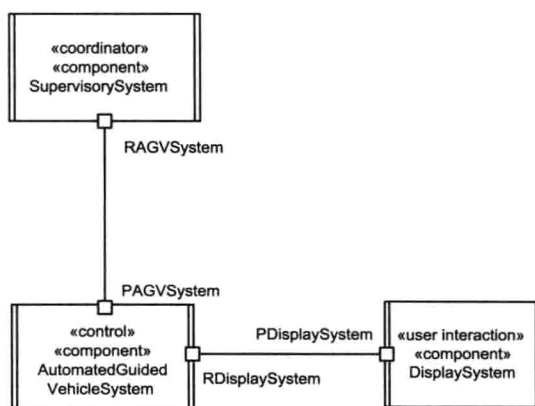 «coordinator»
«component»
SupervisorySystem
RAGVSystem
PAGVSystem
«control»
«component»
AutomatedGuided
VehicleSystem
PDisplaySystem
RDisplaySystem
«user interaction»
«component»
DisplaySystem